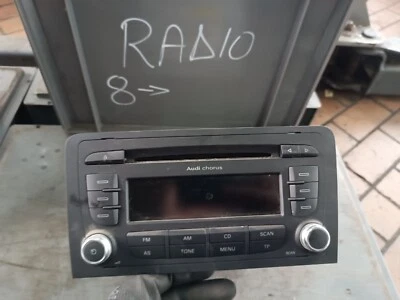 RADIO
8→
Audi chorus
FM AM CD SCAN
RS TONE MENU TP